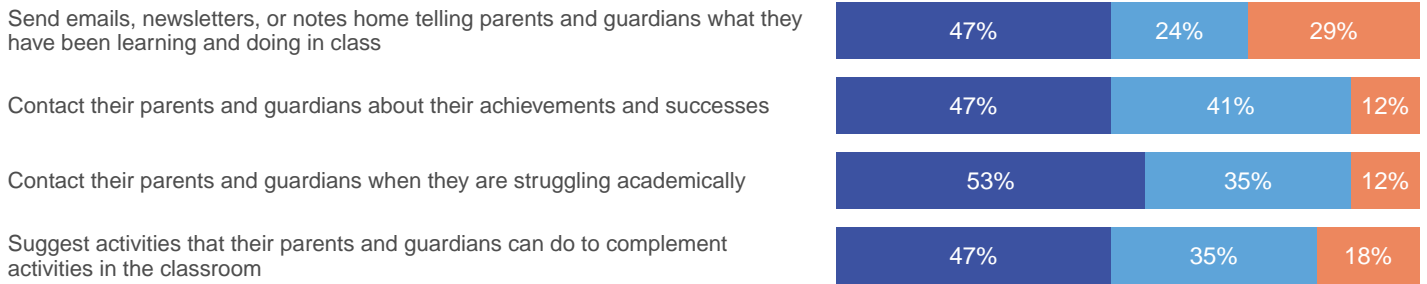 Send emails, newsletters, or notes home telling parents and guardians what they
have been learning and doing in class
47% 24% 29%
Contact their parents and guardians about their achievements and successes
47% 41% 12%
Contact their parents and guardians when they are struggling academically
53% 35% 12%
Suggest activities that their parents and guardians can do to complement
activities in the classroom
47% 35% 18%